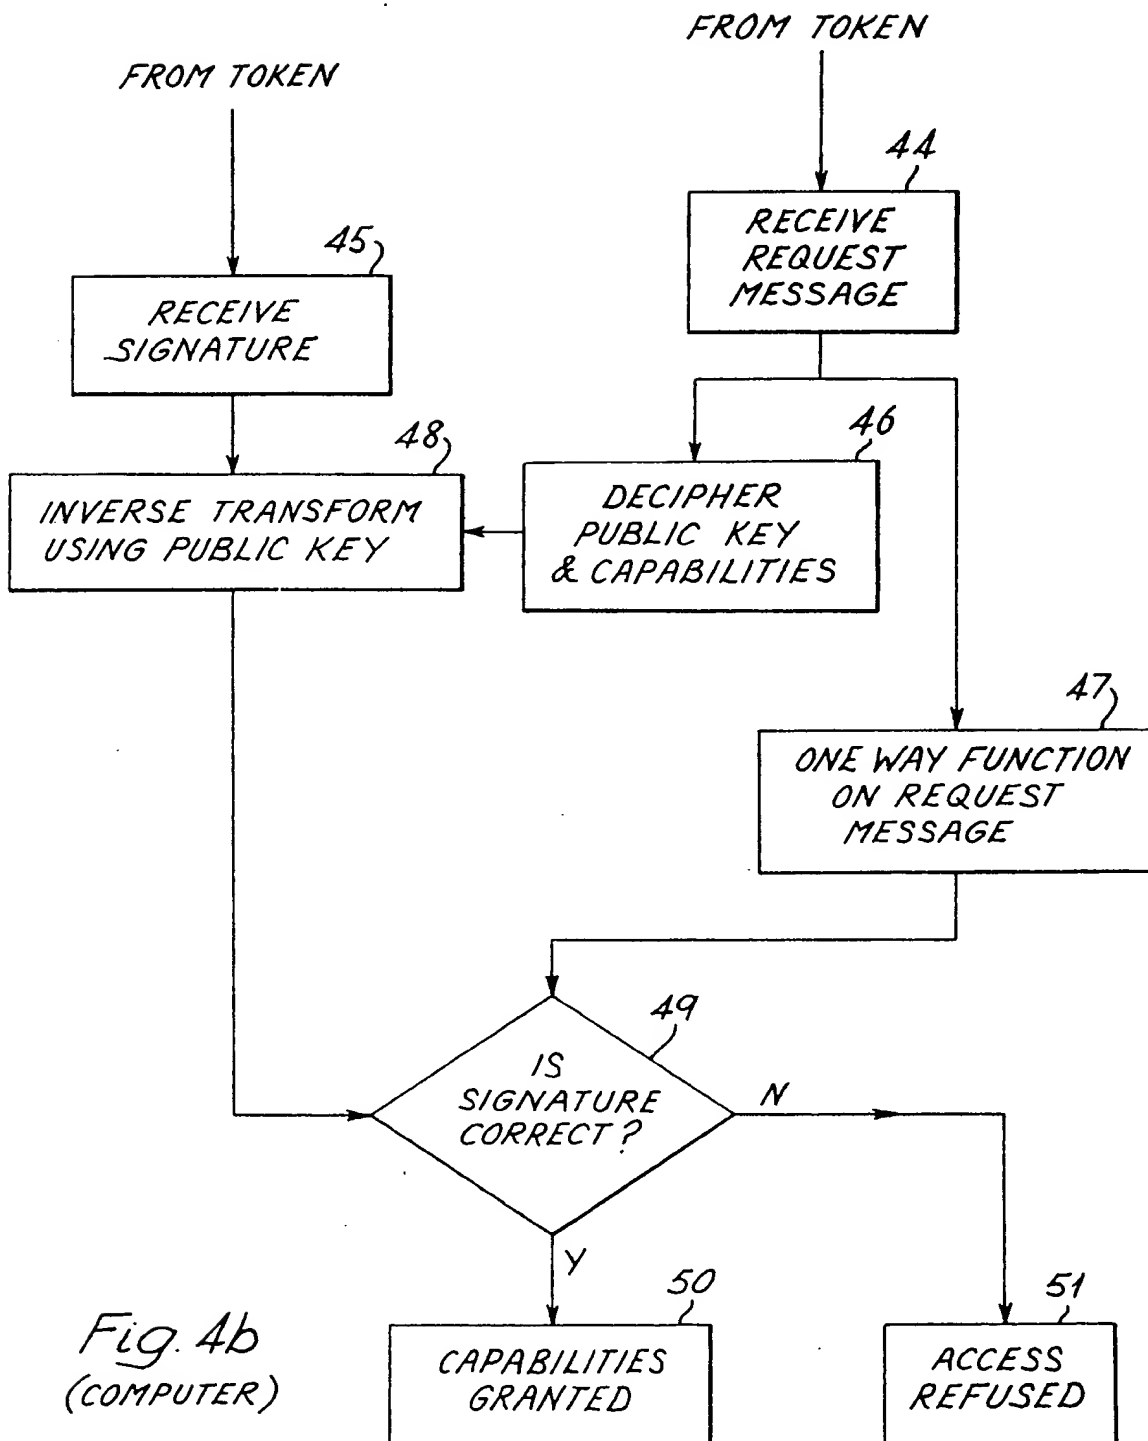 FROM TOKEN
FROM TOKEN
44
RECEIVE
REQUEST
MESSAGE
45
RECEIVE
SIGNATURE
46
DECIPHER
PUBLIC KEY
& CAPABILITIES
48
INVERSE TRANSFORM
USING PUBLIC KEY
47
ONE WAY FUNCTION
ON REQUEST
MESSAGE
49
IS
SIGNATURE
CORRECT?
N
Y
50
CAPABILITIES
GRANTED
51
ACCESS
REFUSED
Fig. 4b
(COMPUTER)